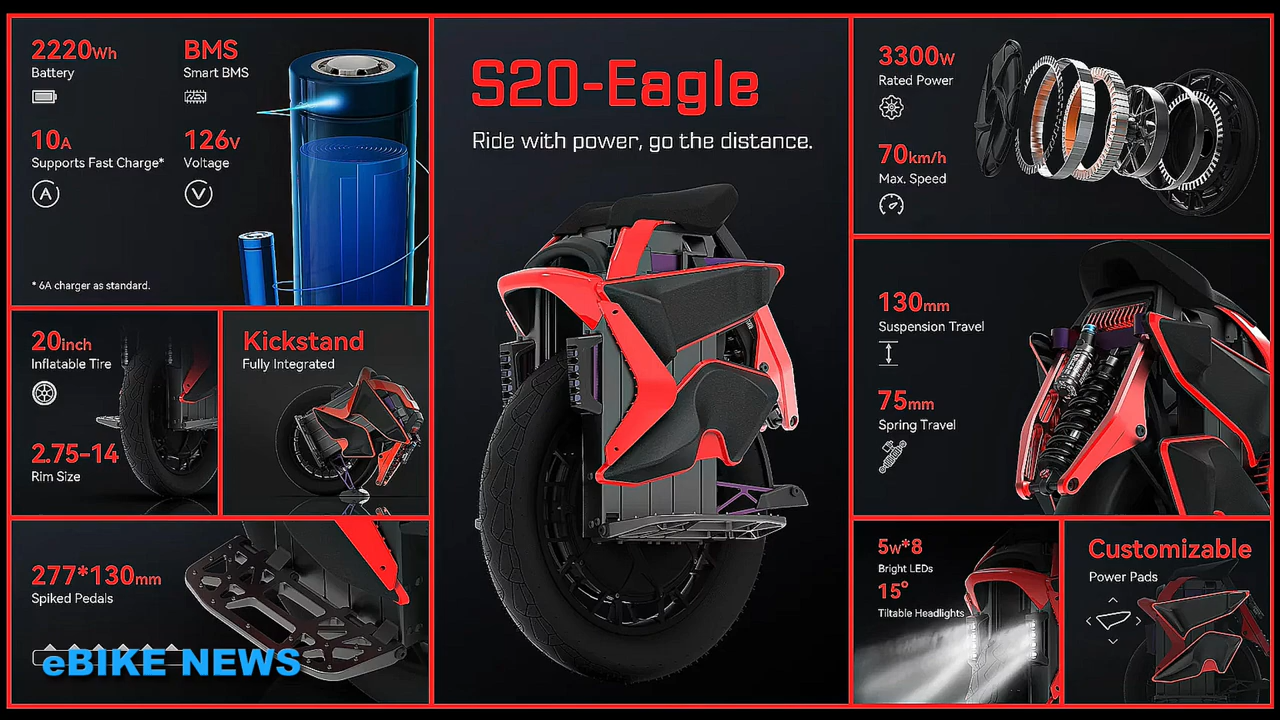 2220Wh
Battery
BMS
Smart BMS
10A
Supports Fast Charge*
A
126V
Voltage
V
* 6A charger as standard.
20inch
Inflatable Tire
2.75-14
Rim Size
Kickstand
Fully Integrated
277*130mm
Spiked Pedals
eBIKE NEWS
S20-Eagle
Ride with power, go the distance.
3300W
Rated Power
70km/h
Max. Speed
130mm
Suspension Travel
75mm
Spring Travel
5W*8
Bright LEDs
15°
Tiltable Headlights
Customizable
Power Pads